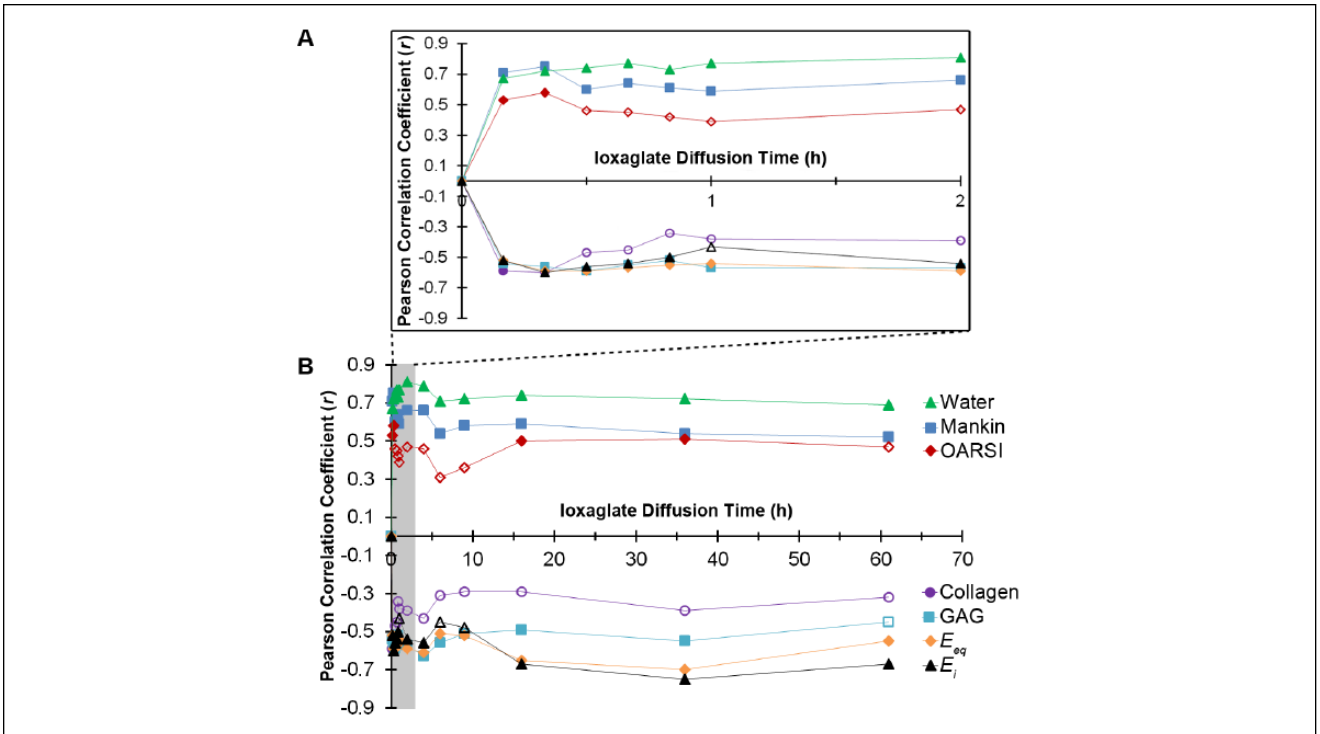 A
Pearson Correlation Coefficient (r)
0.9
0.7
0.5
0.3
0.1
-0.1
-0.3
-0.5
-0.7
-0.9
Ioxaglate Diffusion Time (h)
0
1
2
B
Pearson Correlation Coefficient (r)
0.9
0.7
0.5
0.3
0.1
-0.1
-0.3
-0.5
-0.7
-0.9
Ioxaglate Diffusion Time (h)
0 10 20 30 40 50 60 70
Water
Mankin
OARSI
Collagen
GAG
Eeq
Ei